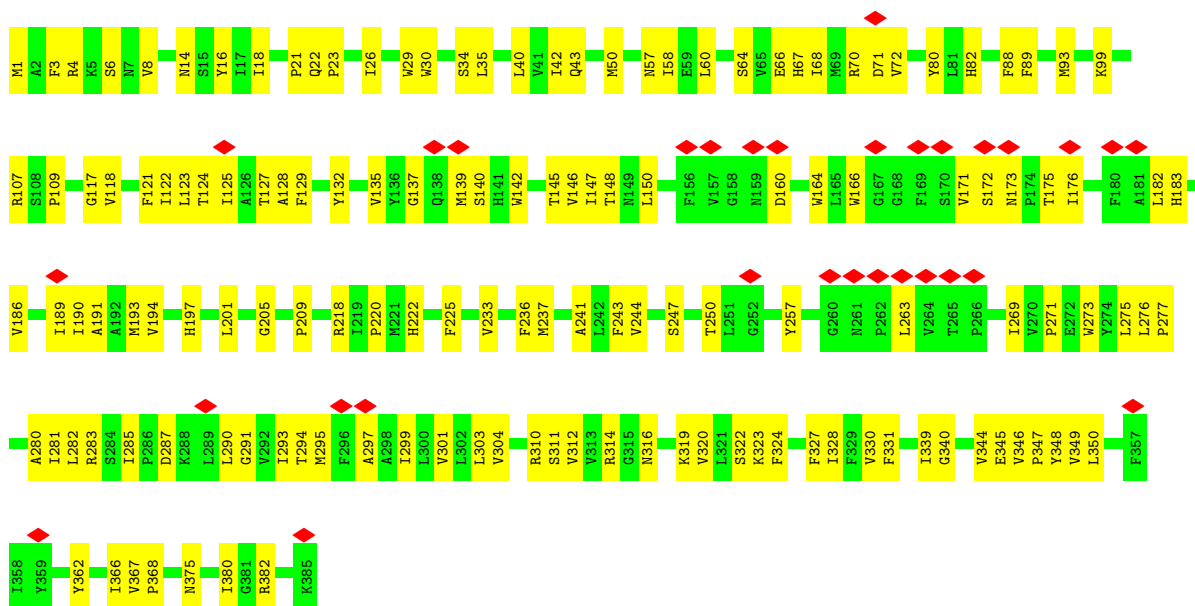 M1 A2 F3 R4 K5 S6 N7 V8 N14 S15 Y16 I17 I18 P21 Q22 P23 I26 W29 W30 S34 L35 L40 V41 I42 Q43 M50 N57 I58 E59 L60 S64 V65 E66 H67 I68 M69 R70 D71 V72 Y80 L81 H82 F88 F89 M93 K99
R107 S108 P109 G117 V118 F121 I122 L123 T124 I125 A126 T127 A128 F129 Y132 V135 Y136 G137 Q138 M139 S140 H141 W142 T145 V146 I147 T148 N149 L150 F156 V157 G158 N159 D160 W164 L165 W166 G167 G168 F169 S170 V171 S172 N173 P174 T175 I176 F180 A181 L182 H183
V186 I189 I190 A191 A192 M193 V194 H197 L201 G205 P209 R218 I219 P220 M221 H222 F225 V233 F236 M237 A241 L242 F243 V244 S247 T250 L251 G252 Y257 G260 N261 P262 L263 V264 T265 P266 I269 V270 P271 E272 W273 Y274 L275 L276 P277
A280 I281 L282 R283 S284 I285 P286 D287 K288 L289 L290 G291 V292 I293 T294 M295 F296 A297 A298 I299 L300 V301 L302 L303 V304 R310 S311 V312 V313 R314 G315 N316 K319 V320 L321 S322 K323 F324 F327 I328 F329 V330 F331 I339 G340 V344 E345 V346 P347 Y348 V349 L350 F357
I358 Y359 Y362 I366 V367 P368 N375 I380 G381 R382 K385